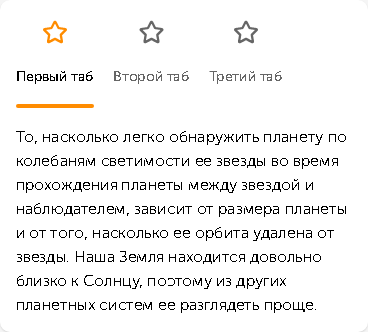 Первый таб Второй таб Третий таб
То, насколько легко обнаружить планету по
колебаням светимости ее звезды во время
прохождения планеты между звездой и
наблюдателем, зависит от размера планеты
и от того, насколько ее орбита удалена от
звезды. Наша Земля находится довольно
близко к Солнцу, поэтому из других
планетных систем ее разглядеть проще.